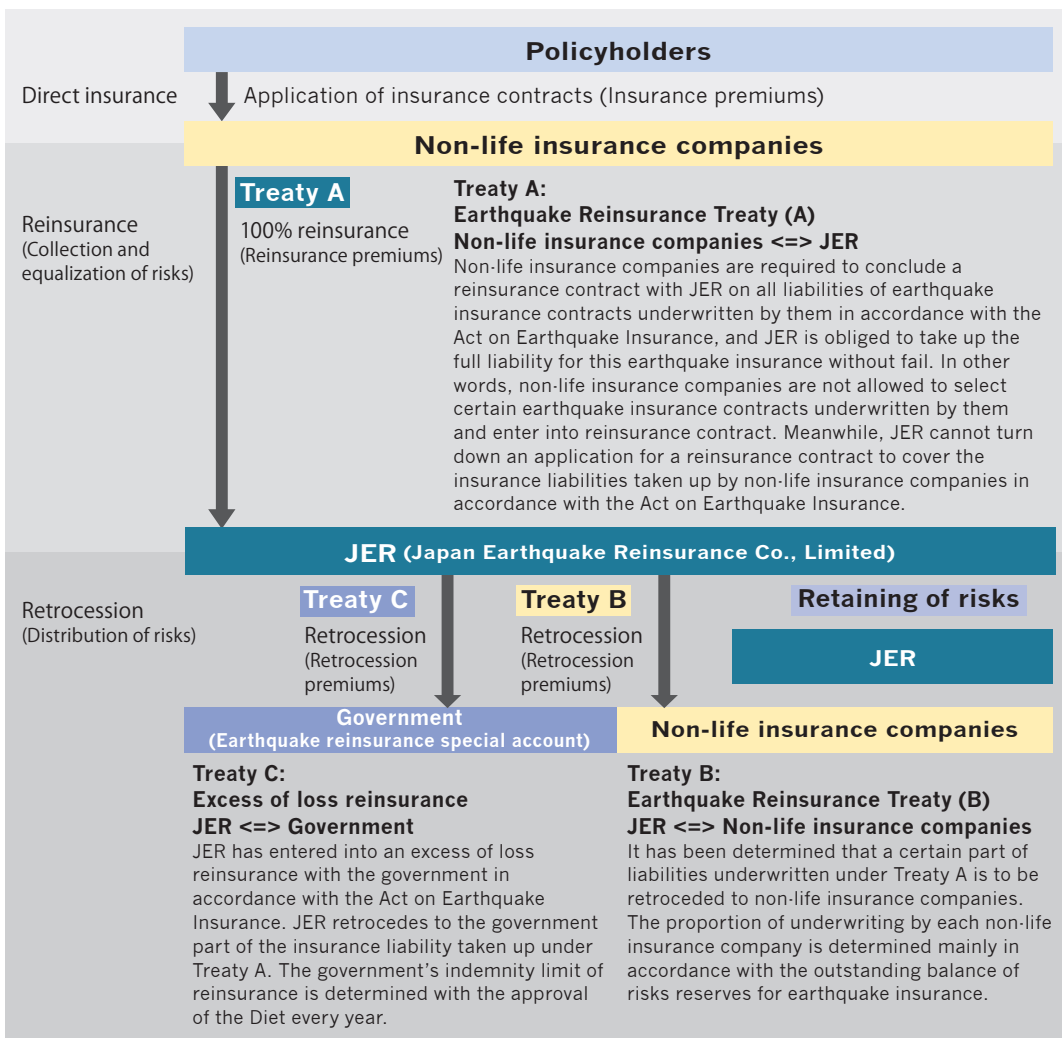 Policyholders
Direct insurance
Application of insurance contracts (Insurance premiums)
Non-life insurance companies
Reinsurance
(Collection and
equalization of risks)
Treaty A
100% reinsurance
(Reinsurance premiums)
Treaty A:
Earthquake Reinsurance Treaty (A)
Non-life insurance companies <=> JER
Non-life insurance companies are required to conclude a
reinsurance contract with JER on all liabilities of earthquake
insurance contracts underwritten by them in accordance with the
Act on Earthquake Insurance, and JER is obliged to take up the
full liability for this earthquake insurance without fail. In other
words, non-life insurance companies are not allowed to select
certain earthquake insurance contracts underwritten by them
and enter into reinsurance contract. Meanwhile, JER cannot turn
down an application for a reinsurance contract to cover the
insurance liabilities taken up by non-life insurance companies in
accordance with the Act on Earthquake Insurance.
JER (Japan Earthquake Reinsurance Co., Limited)
Retrocession
(Distribution of risks)
Treaty C
Retrocession
(Retrocession
premiums)
Treaty B
Retrocession
(Retrocession
premiums)
Retaining of risks
JER
Government
(Earthquake reinsurance special account)
Non-life insurance companies
Treaty C:
Excess of loss reinsurance
JER <=> Government
JER has entered into an excess of loss
reinsurance with the government in
accordance with the Act on Earthquake
Insurance. JER retrocedes to the government
part of the insurance liability taken up under
Treaty A. The government's indemnity limit of
reinsurance is determined with the approval
of the Diet every year.
Treaty B:
Earthquake Reinsurance Treaty (B)
JER <=> Non-life insurance companies
It has been determined that a certain part of
liabilities underwritten under Treaty A is to be
retroceded to non-life insurance companies.
The proportion of underwriting by each non-life
insurance company is determined mainly in
accordance with the outstanding balance of
risks reserves for earthquake insurance.